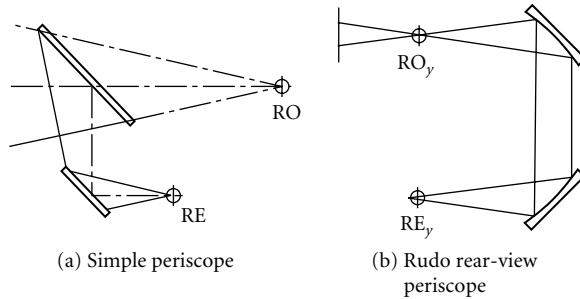 RO
RE
RO_y
RE_y
(a) Simple periscope
(b) Rudo rear-view
periscope